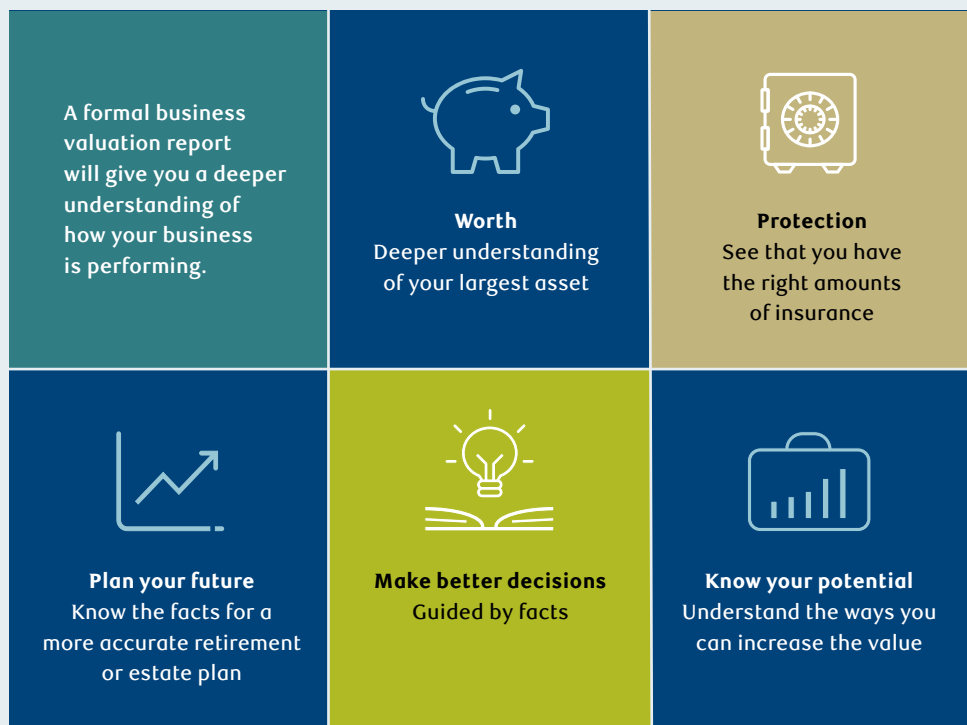 A formal business
valuation report
will give you a deeper
understanding of
how your business
is performing.
Worth
Deeper understanding
of your largest asset
Protection
See that you have
the right amounts
of insurance
Plan your future
Know the facts for a
more accurate retirement
or estate plan
Make better decisions
Guided by facts
Know your potential
Understand the ways you
can increase the value